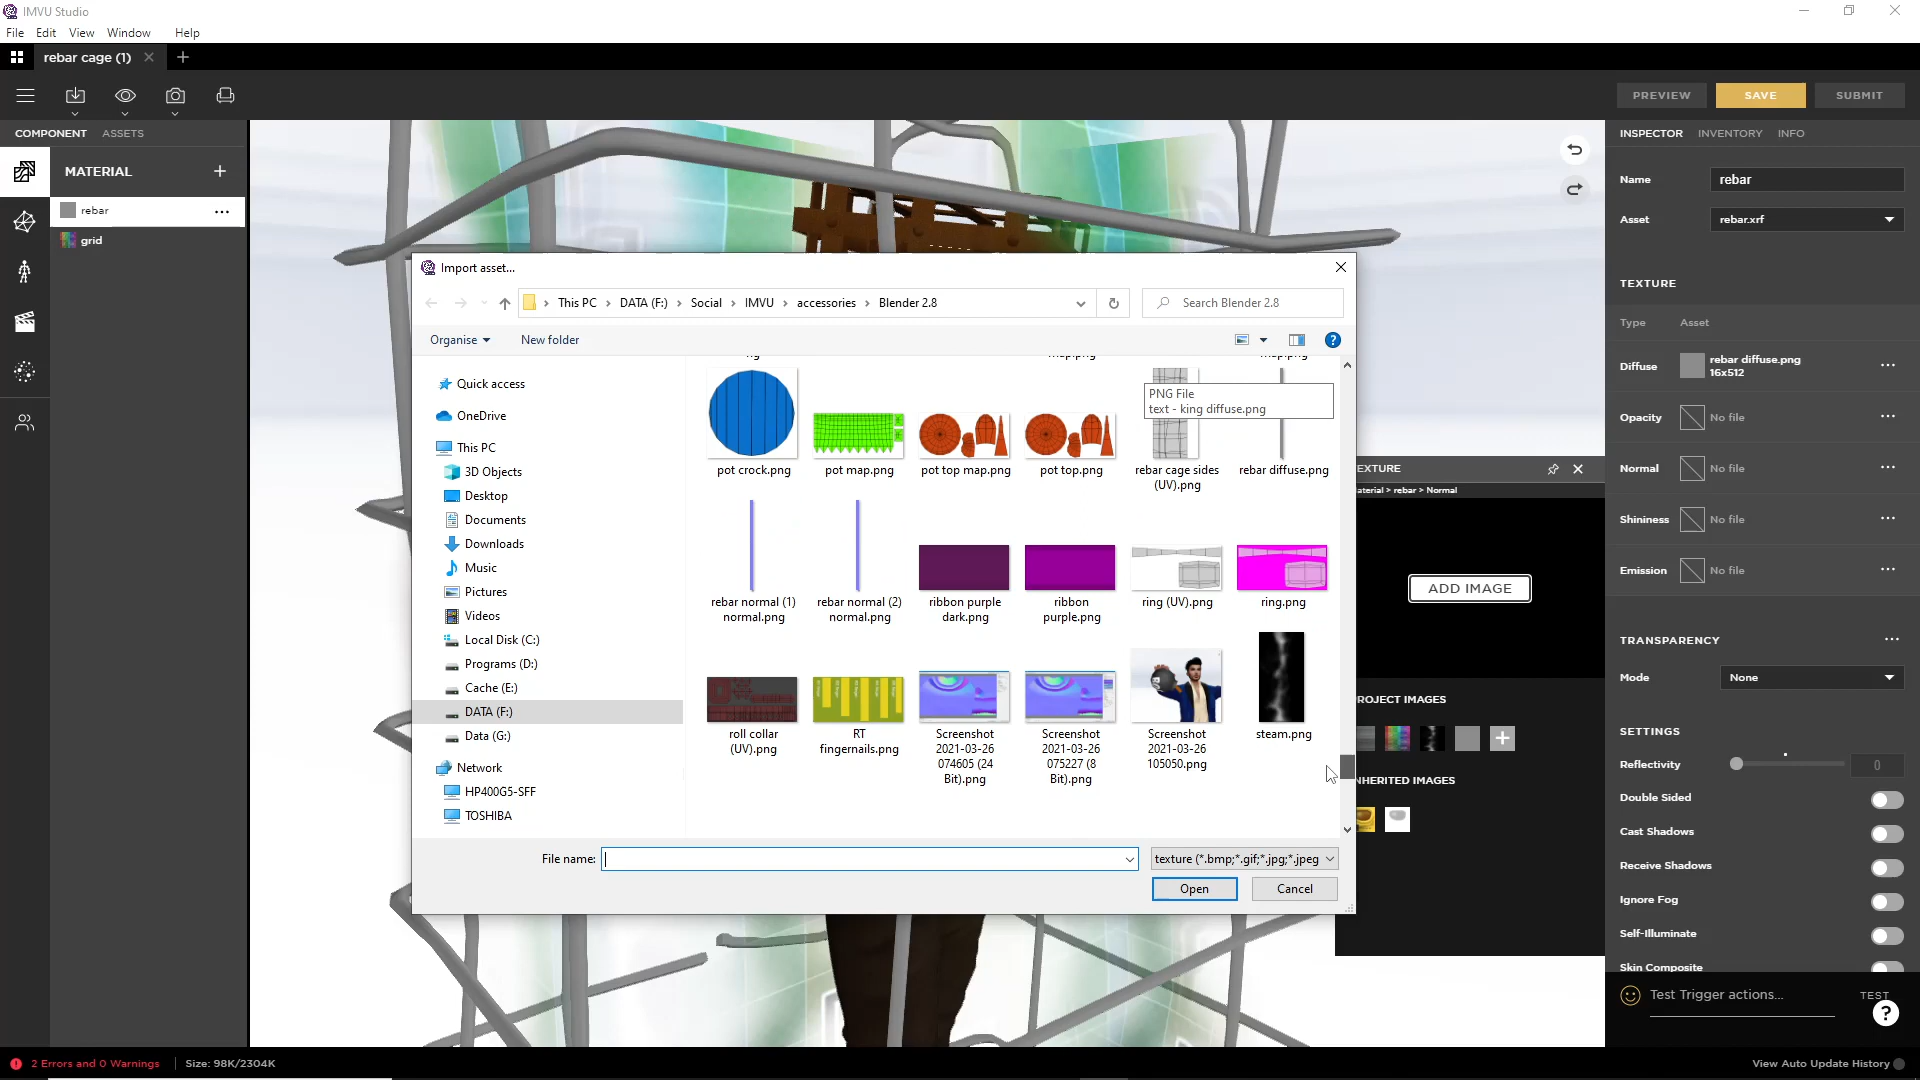 IMVU Studio
File Edit View Window Help
rebar cage (1)
PREVIEW SAVE SUBMIT
COMPONENT ASSETS
INSPECTOR INVENTORY INFO
MATERIAL
rebar
grid
Name rebar
Asset rebar.xrf
TEXTURE
Type Asset
Diffuse rebar diffuse.png
16x512
Opacity No file
Normal No file
Shininess No file
Emission No file
TRANSPARENCY
Mode None
SETTINGS
Reflectivity 0
Double Sided
Cast Shadows
Receive Shadows
Ignore Fog
Self-Illuminate
Skin Composite
Test Trigger actions... TEST
?
Import asset...
This PC DATA (F:) Social IMVU accessories Blender 2.8
Search Blender 2.8
Organise New folder
Quick access
OneDrive
This PC
3D Objects
Desktop
Documents
Downloads
Music
Pictures
Videos
Local Disk (C:)
Programs (D:)
Cache (E:)
DATA (F:)
Data (G:)
Network
HP400G5-SFF
TOSHIBA
PNG File
text - king diffuse.png
pot crock.png
pot map.png
pot top map.png
pot top.png
rebar cage sides
(UV).png
rebar diffuse.png
rebar normal (1)
normal.png
rebar normal (2)
normal.png
ribbon purple
dark.png
ribbon
purple.png
ring (UV).png
ring.png
roll collar
(UV).png
RT
fingernails.png
Screenshot
2021-03-26
074605 (24
Bit).png
Screenshot
2021-03-26
075227 (8
Bit).png
Screenshot
2021-03-26
105050.png
steam.png
File name:
texture (*.bmp;*.gif;*.jpg;*.jpeg
Open Cancel
EXTURE
aterial > rebar > Normal
ADD IMAGE
ROJECT IMAGES
NHERITED IMAGES
2 Errors and 0 Warnings Size: 98K/2304K
View Auto Update History